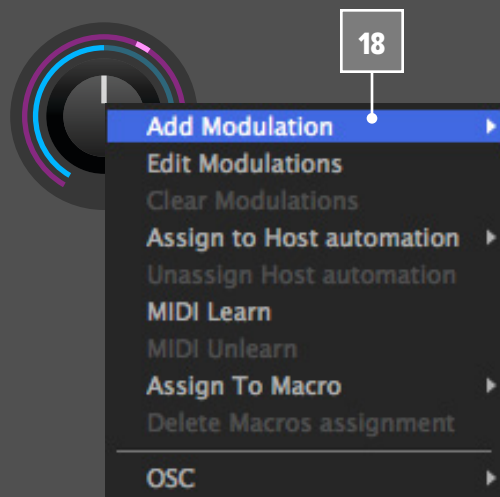 18
Add Modulation
Edit Modulations
Clear Modulations
Assign to Host automation
Unassign Host automation
MIDI Learn
MIDI Unlearn
Assign To Macro
Delete Macros assignment
OSC